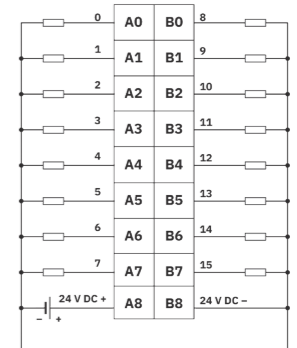 0 A0 B0 8
1 A1 B1 9
2 A2 B2 10
3 A3 B3 11
4 A4 B4 12
5 A5 B5 13
6 A6 B6 14
7 A7 B7 15
24 V DC + A8 B8 24 V DC –
– +